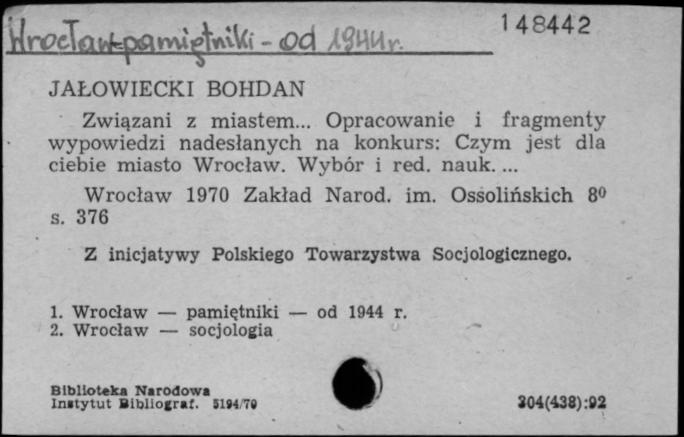 Wrocław-pamiętniki - od 1944 r.
148442
JAŁOWIECKI BOHDAN
Związani z miastem... Opracowanie i fragmenty
wypowiedzi nadesłanych na konkurs: Czym jest dla
ciebie miasto Wrocław. Wybór i red. nauk. ...
Wrocław 1970 Zakład Narod. im. Ossolińskich 8⁰
s. 376
Z inicjatywy Polskiego Towarzystwa Socjologicznego.
1. Wrocław — pamiętniki — od 1944 r.
2. Wrocław — socjologia
Biblioteka Narodowa
Instytut Bibliograf. 5194/70
304(438):92